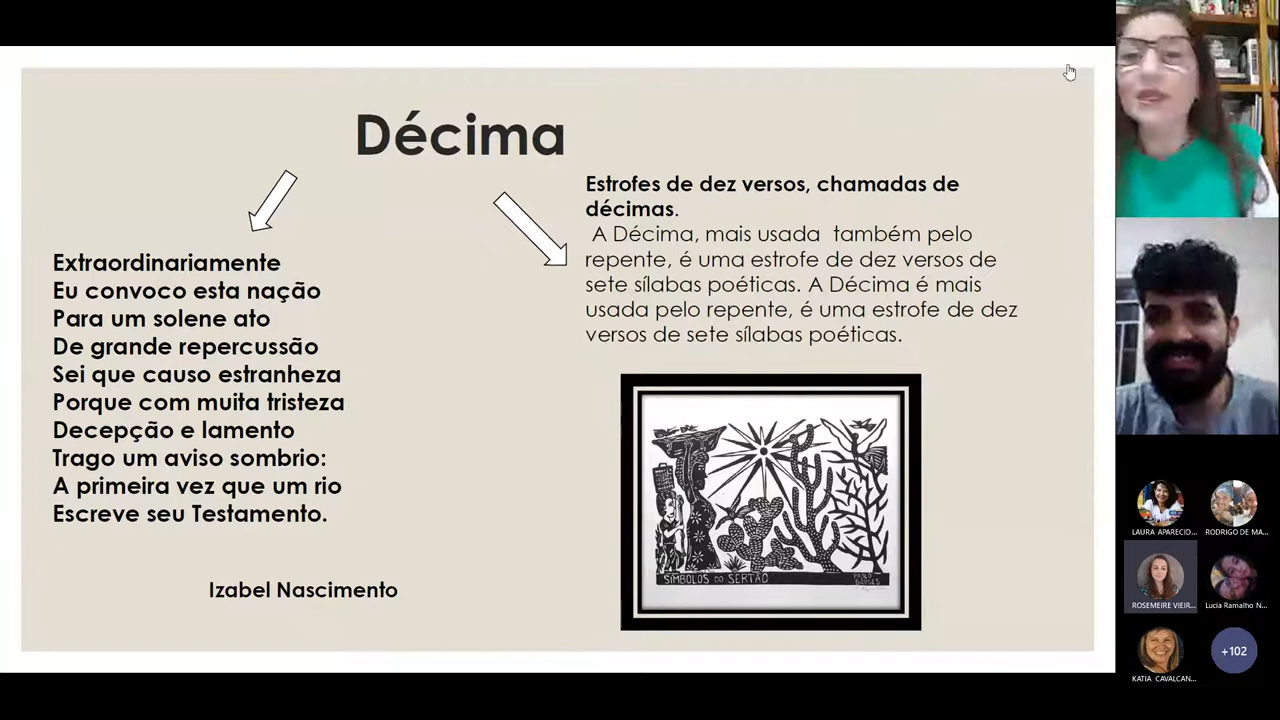 Décima
Extraordinariamente
Eu convoco esta nação
Para um solene ato
De grande repercussão
Sei que causo estranheza
Porque com muita tristeza
Decepção e lamento
Trago um aviso sombrio:
A primeira vez que um rio
Escreve seu Testamento.
Izabel Nascimento
Estrofes de dez versos, chamadas de
décimas.
A Décima, mais usada também pelo
repente, é uma estrofe de dez versos de
sete sílabas poéticas. A Décima é mais
usada pelo repente, é uma estrofe de dez
versos de sete sílabas poéticas.
SÍMBOLOS DO SERTÃO
PABLO
BORGES
LAURA APARECID...
RODRIGO DE MA...
ROSEMEIRE VIEIR...
Lucia Ramalho N...
KATIA CAVALCAN...
+102